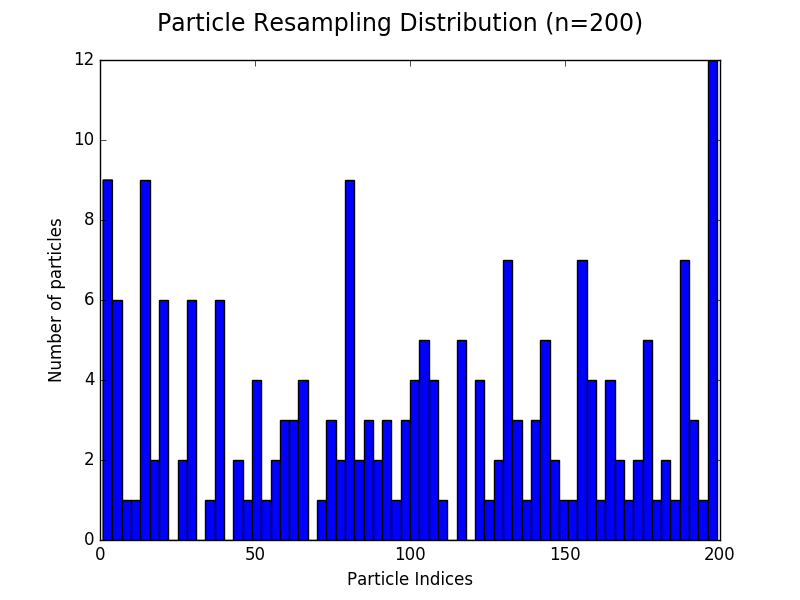 Particle Resampling Distribution (n=200)
12
10
8
6
4
2
0
Number of particles
0 50 100 150 200
Particle Indices